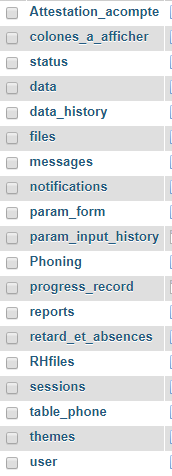 Attestation_acompte
colones_a_afficher
status
data
data_history
files
messages
notifications
param_form
param_input_history
Phoning
progress_record
reports
retard_et_absences
RHfiles
sessions
table_phone
themes
user